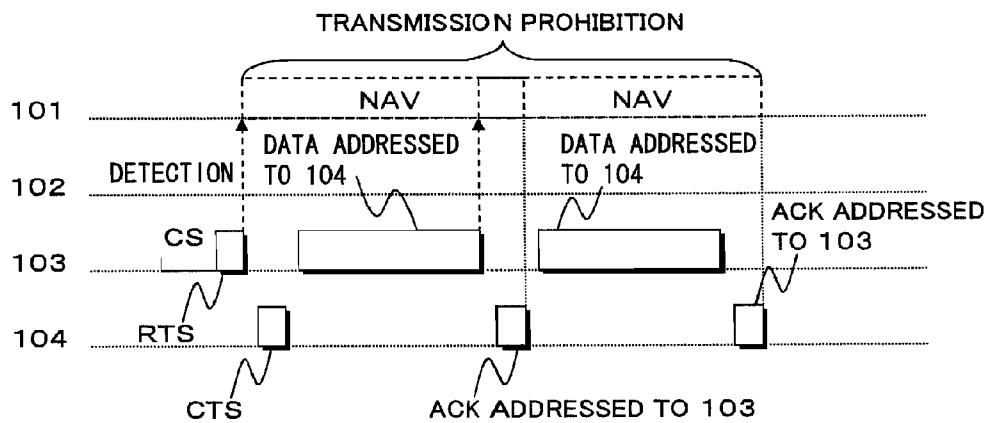 TRANSMISSION PROHIBITION
101
NAV
NAV
DATA ADDRESSED
TO 104
DATA ADDRESSED
TO 104
DETECTION
102
ACK ADDRESSED
TO 103
CS
103
RTS
104
CTS
ACK ADDRESSED TO 103